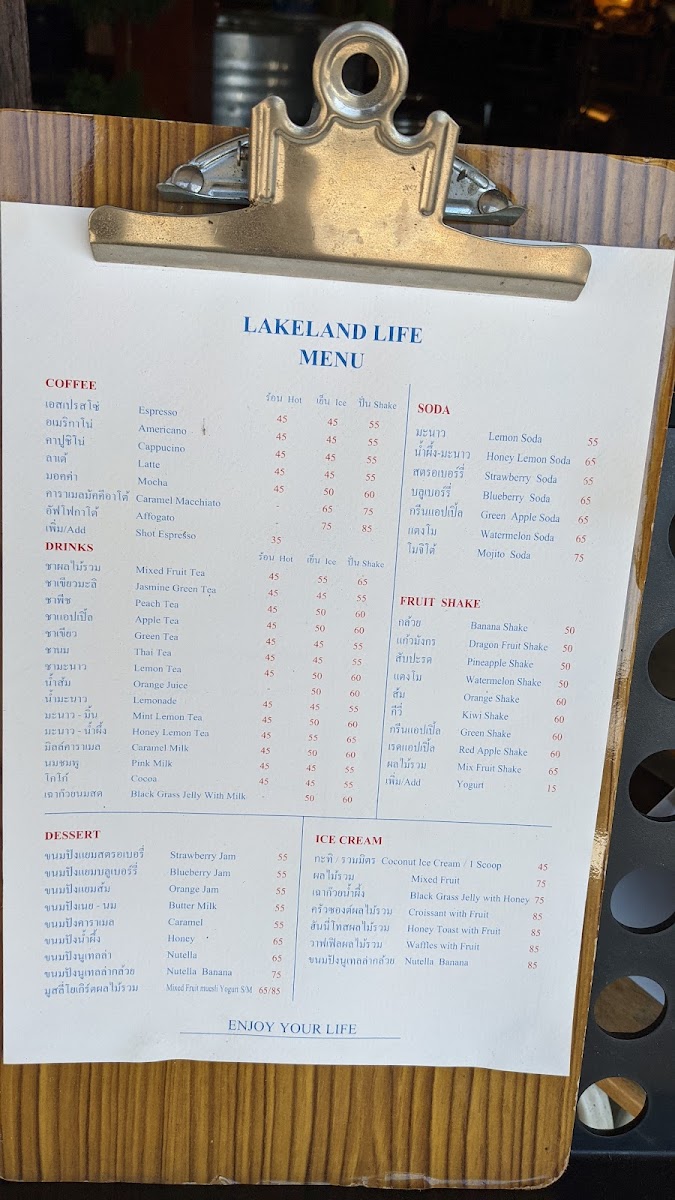 LAKELAND LIFE
MENU
COFFEE ร้อน Hot เย็น Ice ปั่น Shake
เอสเปรสโซ่ Espresso 45 45 55
อเมริกาโน่ Americano 45 45 55
คาปูชิโน่ Cappucino 45 45 55
ลาเต้ Latte 45 45 55
มอคค่า Mocha 45 50 60
คาราเมลมัคคีอาโต้ Caramel Macchiato - 65 75
อัฟโฟกาโต้ Affogato - 75 85
เพิ่ม/Add Shot Espresso 35
DRINKS ร้อน Hot เย็น Ice ปั่น Shake
ชาผลไม้รวม Mixed Fruit Tea 45 55 65
ชาเขียวมะลิ Jasmine Green Tea 45 45 55
ชาพีช Peach Tea 45 50 60
ชาแอปเปิ้ล Apple Tea 45 50 60
ชาเขียว Green Tea 45 45 55
ชานม Thai Tea 45 45 55
ชามะนาว Lemon Tea 45 50 60
น้ำส้ม Orange Juice - 50 60
น้ำมะนาว Lemonade 45 45 55
มะนาว - มิ้น Mint Lemon Tea 45 50 60
มะนาว - น้ำผึ้ง Honey Lemon Tea 45 55 65
มิลล์คาราเมล Caramel Milk 45 50 60
นมชมพู Pink Milk 45 45 55
โกโก้ Cocoa 45 45 55
เฉาก๊วยนมสด Black Grass Jelly With Milk - 50 60
SODA
มะนาว Lemon Soda 55
น้ำผึ้ง-มะนาว Honey Lemon Soda 65
สตรอเบอร์รี่ Strawberry Soda 65
บลูเบอร์รี่ Blueberry Soda 65
กรีนแอปเปิ้ล Green Apple Soda 65
แตงโม Watermelon Soda 65
โมจิโต้ Mojito Soda 75
FRUIT SHAKE
กล้วย Banana Shake 50
แก้วมังกร Dragon Fruit Shake 50
สับปะรด Pineapple Shake 50
แตงโม Watermelon Shake 50
ส้ม Orange Shake 60
กีวี่ Kiwi Shake 60
กรีนแอปเปิ้ล Green Shake 60
เรดแอปเปิ้ล Red Apple Shake 60
ผลไม้รวม Mix Fruit Shake 65
เพิ่ม/Add Yogurt 15
DESSERT
ขนมปังแยมสตรอเบอรี่ Strawberry Jam 55
ขนมปังแยมบลูเบอร์รี่ Blueberry Jam 55
ขนมปังแยมส้ม Orange Jam 55
ขนมปังเนย - นม Butter Milk 55
ขนมปังคาราเมล Caramel 55
ขนมปังน้ำผึ้ง Honey 65
ขนมปังนูเทลล่า Nutella 65
ขนมปังนูเทลล่ากล้วย Nutella Banana 75
มูสลี่โยเกิร์ตผลไม้รวม Mixed Fruit muesli Yogurt S/M 65/85
ICE CREAM
กะทิ / รวมมิตร Coconut Ice Cream / 1 Scoop 45
ผลไม้รวม Mixed Fruit 75
เฉาก๊วยน้ำผึ้ง Black Grass Jelly with Honey 75
ครัวซองต์ผลไม้รวม Croissant with Fruit 85
ฮันนี่โทสผลไม้รวม Honey Toast with Fruit 85
วาฟเฟิลผลไม้รวม Waffles with Fruit 85
ขนมปังนูเทลล่ากล้วย Nutella Banana 85
ENJOY YOUR LIFE